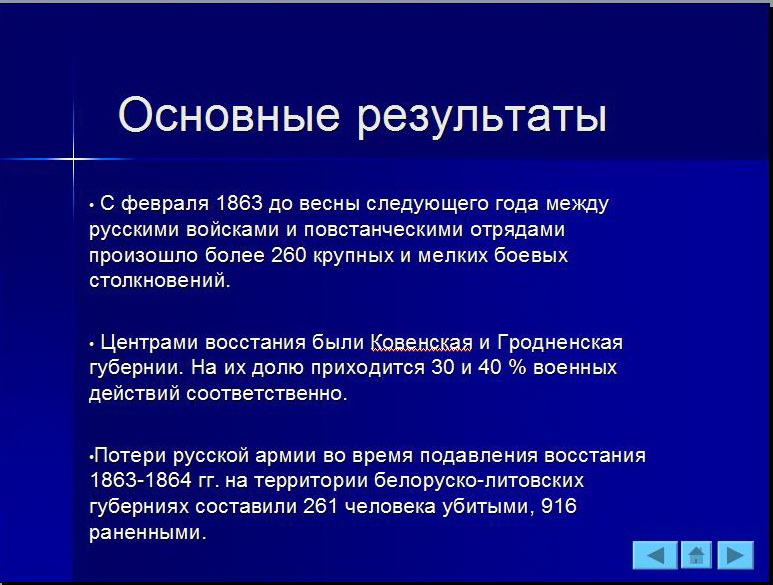 Основные результаты
• С февраля 1863 до весны следующего года между
русскими войсками и повстанческими отрядами
произошло более 260 крупных и мелких боевых
столкновений.
• Центрами восстания были Ковенская и Гродненская
губернии. На их долю приходится 30 и 40 % военных
действий соответственно.
•Потери русской армии во время подавления восстания
1863-1864 гг. на территории белоруско-литовских
губерниях составили 261 человека убитыми, 916
раненными.